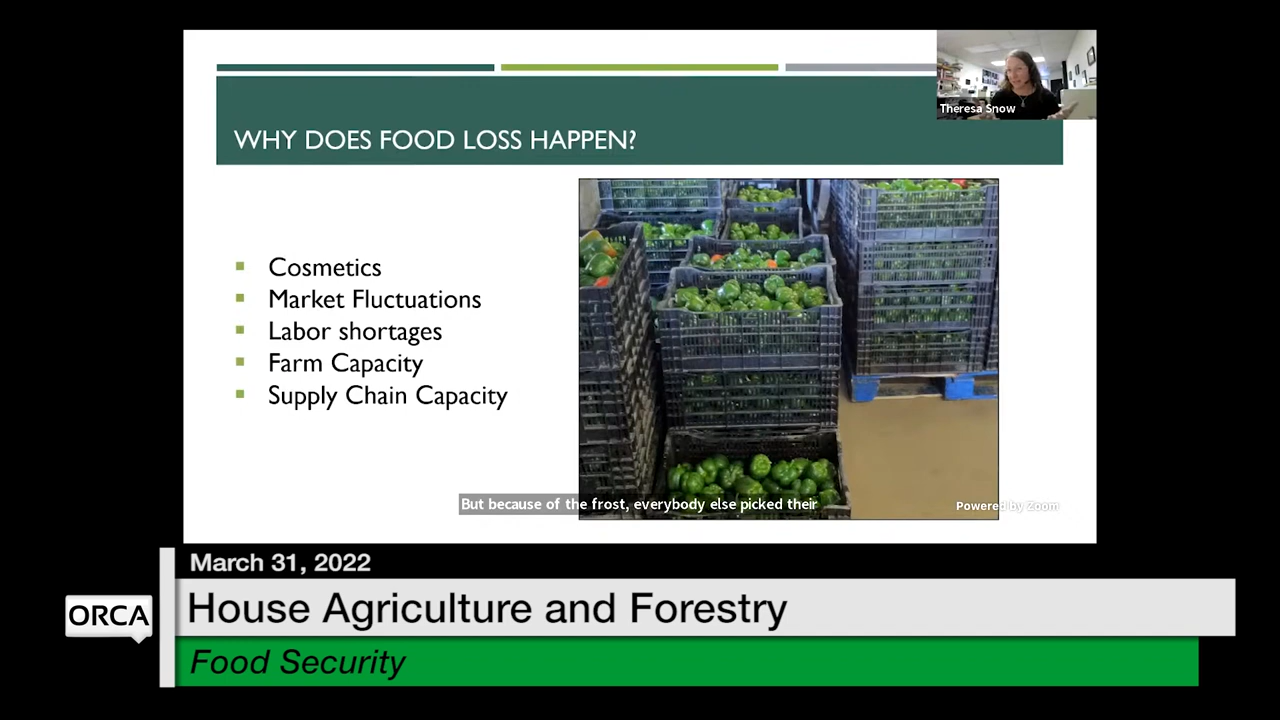 Theresa Snow
WHY DOES FOOD LOSS HAPPEN?
Cosmetics
Market Fluctuations
Labor shortages
Farm Capacity
Supply Chain Capacity
But because of the frost, everybody else picked their
Powered by Zoom
March 31, 2022
ORCA
House Agriculture and Forestry
Food Security